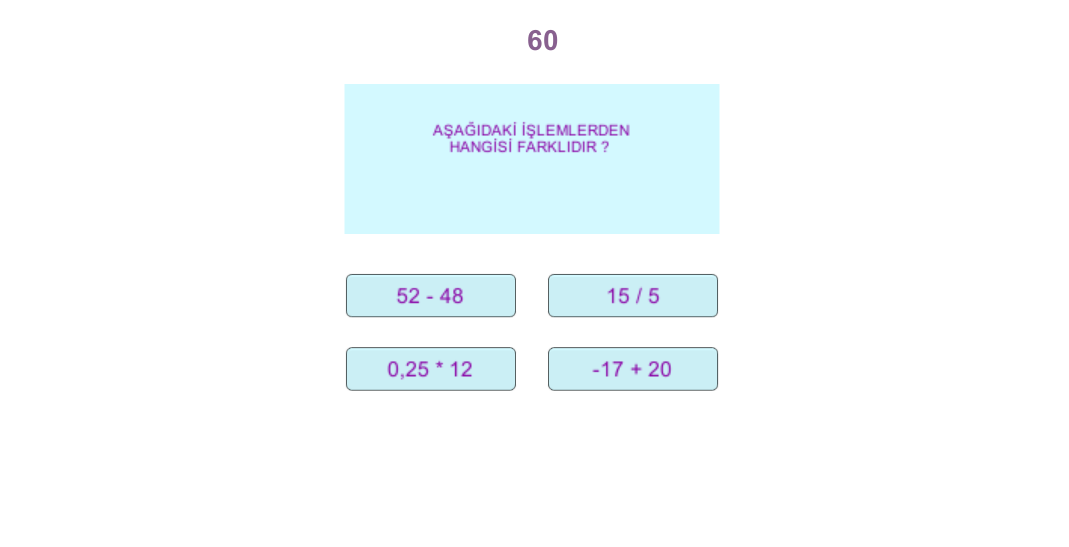 60
AŞAĞIDAKİ İŞLEMLERDEN
HANGİSİ FARKLIDIR ?
52 - 48
15 / 5
0,25 * 12
-17 + 20